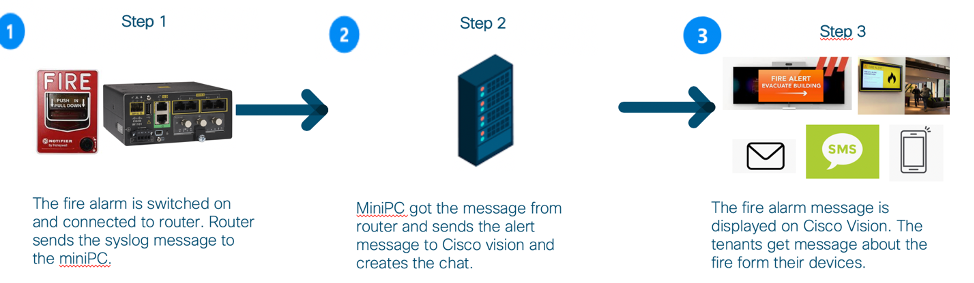 1
Step 1
2
Step 2
3
Step 3
FIRE
PUSH IN
PULL DOWN
NOTIFIER
by Honeywell
FIRE ALERT
EVACUATE BUILDING
SMS
The fire alarm is switched on
and connected to router. Router
sends the syslog message to
the miniPC.
MiniPC got the message from
router and sends the alert
message to Cisco vision and
creates the chat.
The fire alarm message is
displayed on Cisco Vision. The
tenants get message about the
fire form their devices.